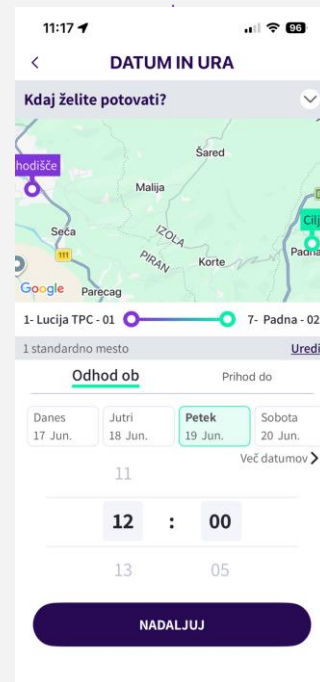 11:17
96
DATUM IN URA
Kdaj želite potovati?
Šared
hodišče
Malija
Cilj
Seča
IZOLA
111
PIRAN
Korte
Padna
Google
Parecag
1- Lucija TPC - 01
7- Padna - 02
1 standardno mesto
Uredi
Odhod ob
Prihod do
Danes
Jutri
Petek
Sobota
17 Jun.
18 Jun.
19 Jun.
20 Jun.
Več datumov
11
12 : 00
13 05
NADALJUJ